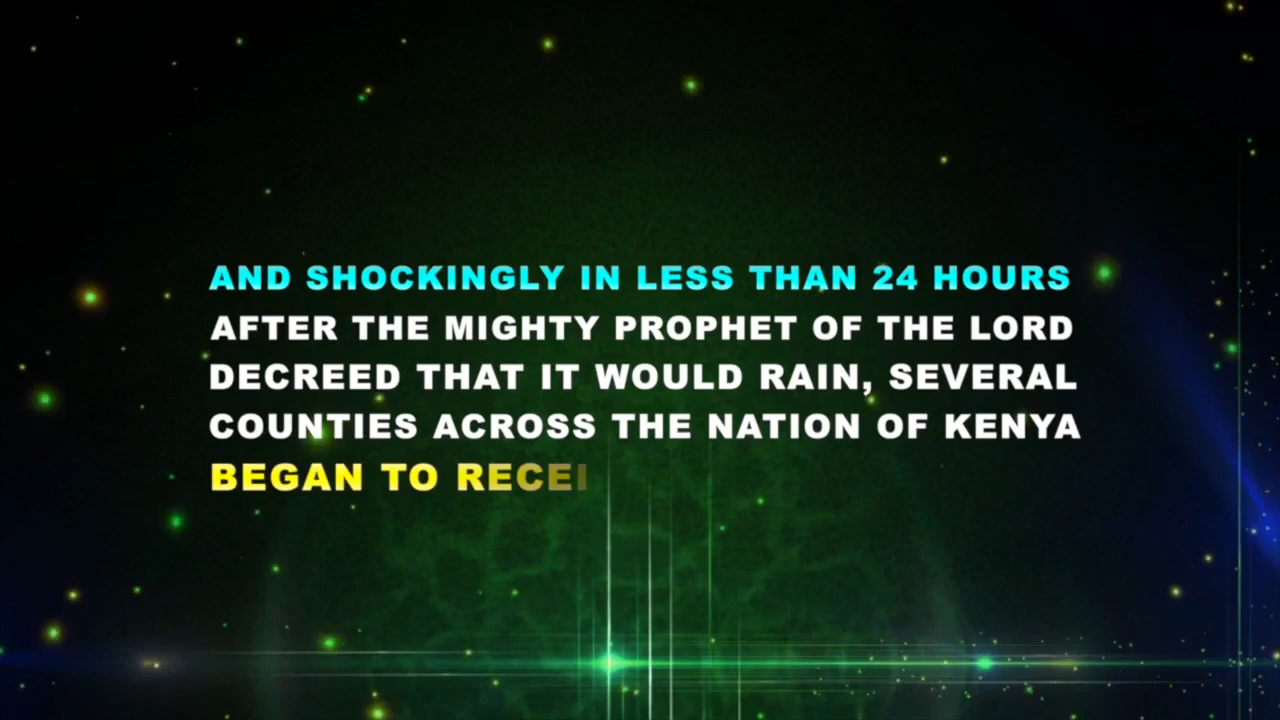 AND SHOCKINGLY IN LESS THAN 24 HOURS
AFTER THE MIGHTY PROPHET OF THE LORD
DECREED THAT IT WOULD RAIN, SEVERAL
COUNTIES ACROSS THE NATION OF KENYA
BEGAN TO RECEI